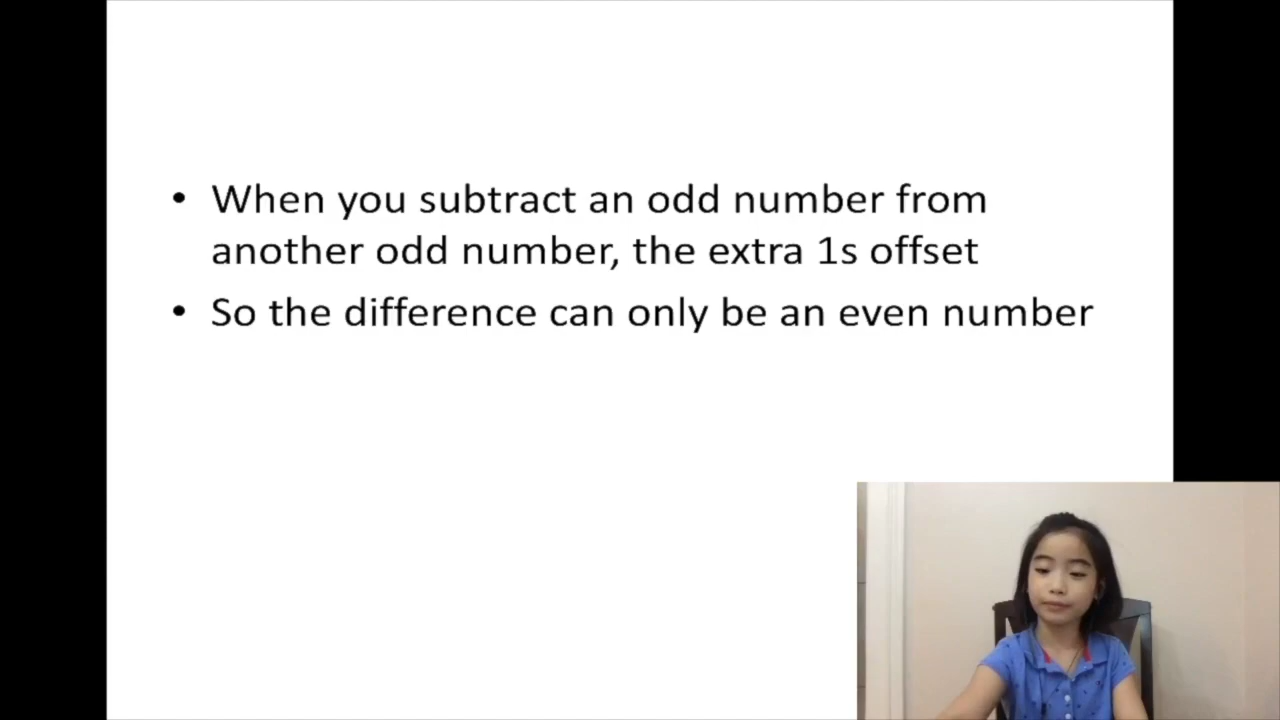 • When you subtract an odd number from
another odd number, the extra 1s offset
• So the difference can only be an even number